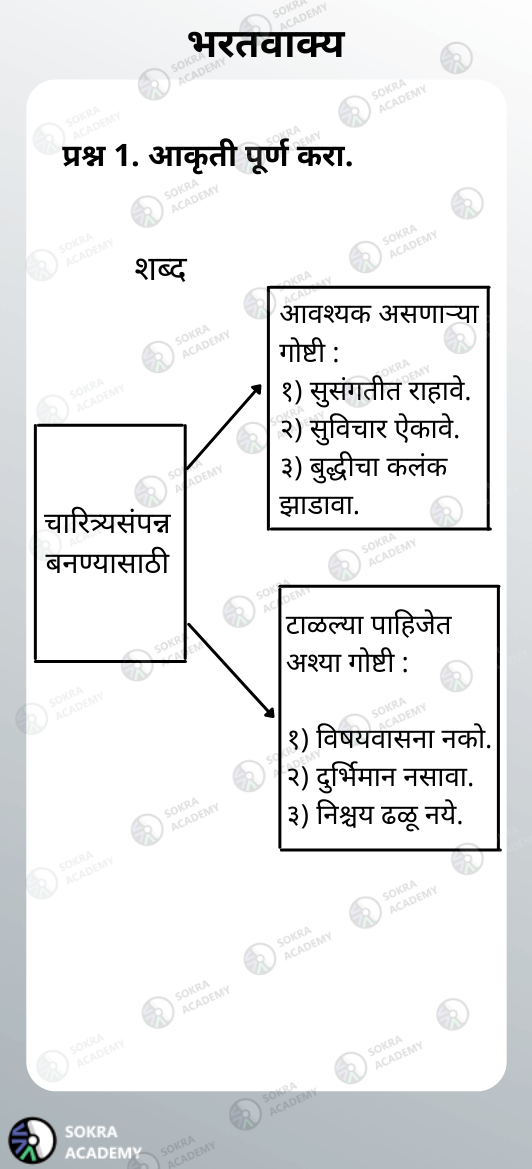 भरतवाक्य
प्रश्न 1. आकृती पूर्ण करा.
शब्द
चारित्र्यसंपन्न
बनण्यासाठी
आवश्यक असणाऱ्या
गोष्टी :
१) सुसंगतीत राहावे.
२) सुविचार ऐकावे.
३) बुद्धीचा कलंक
झाडावा.
टाळल्या पाहिजेत
अश्या गोष्टी :
१) विषयवासना नको.
२) दुर्भिमान नसावा.
३) निश्चय ढळू नये.
SOKRA
ACADEMY